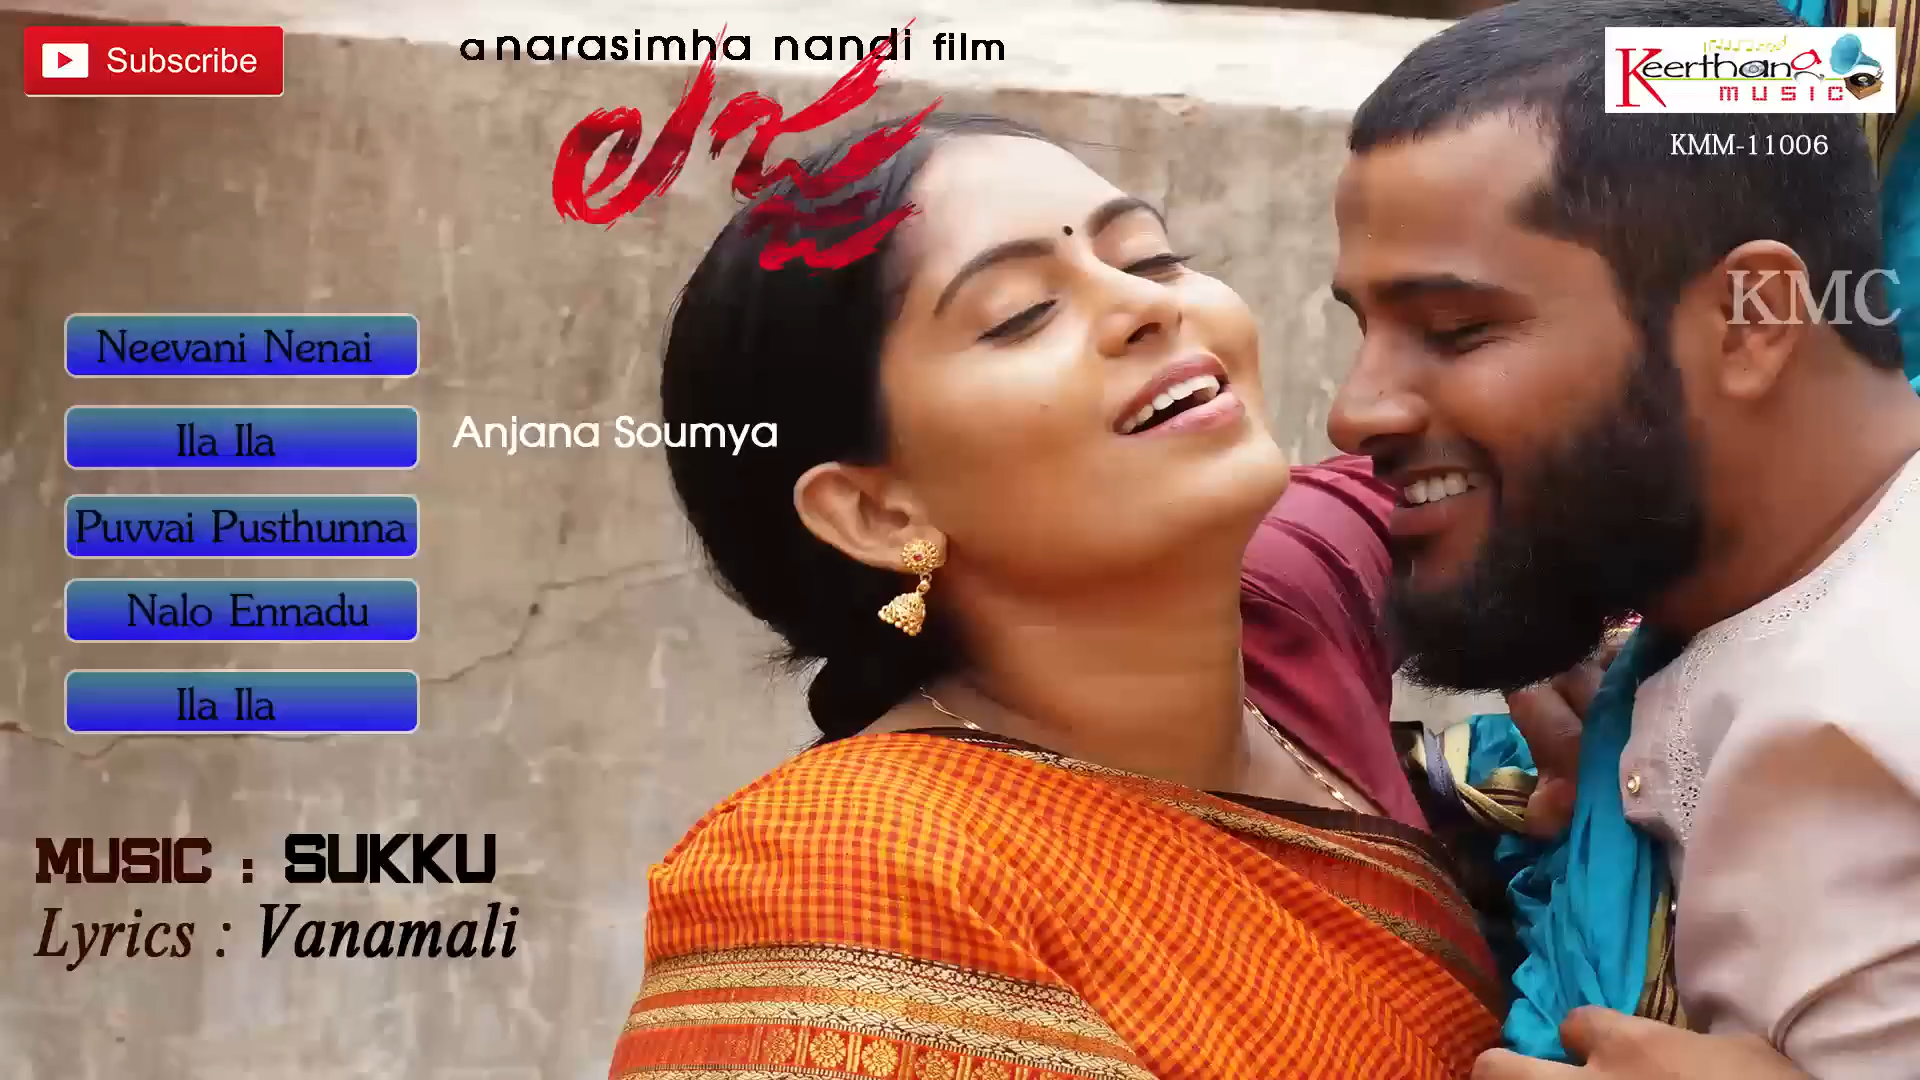 Subscribe
a narasimha nandi film
లజ్జ
Keerthana
MUSIC
KMM-11006
KMC
Neevani Nenai
Ila Ila
Anjana Soumya
Puvvai Pusthunna
Nalo Ennadu
Ila Ila
MUSIC : SUKKU
Lyrics : Vanamali